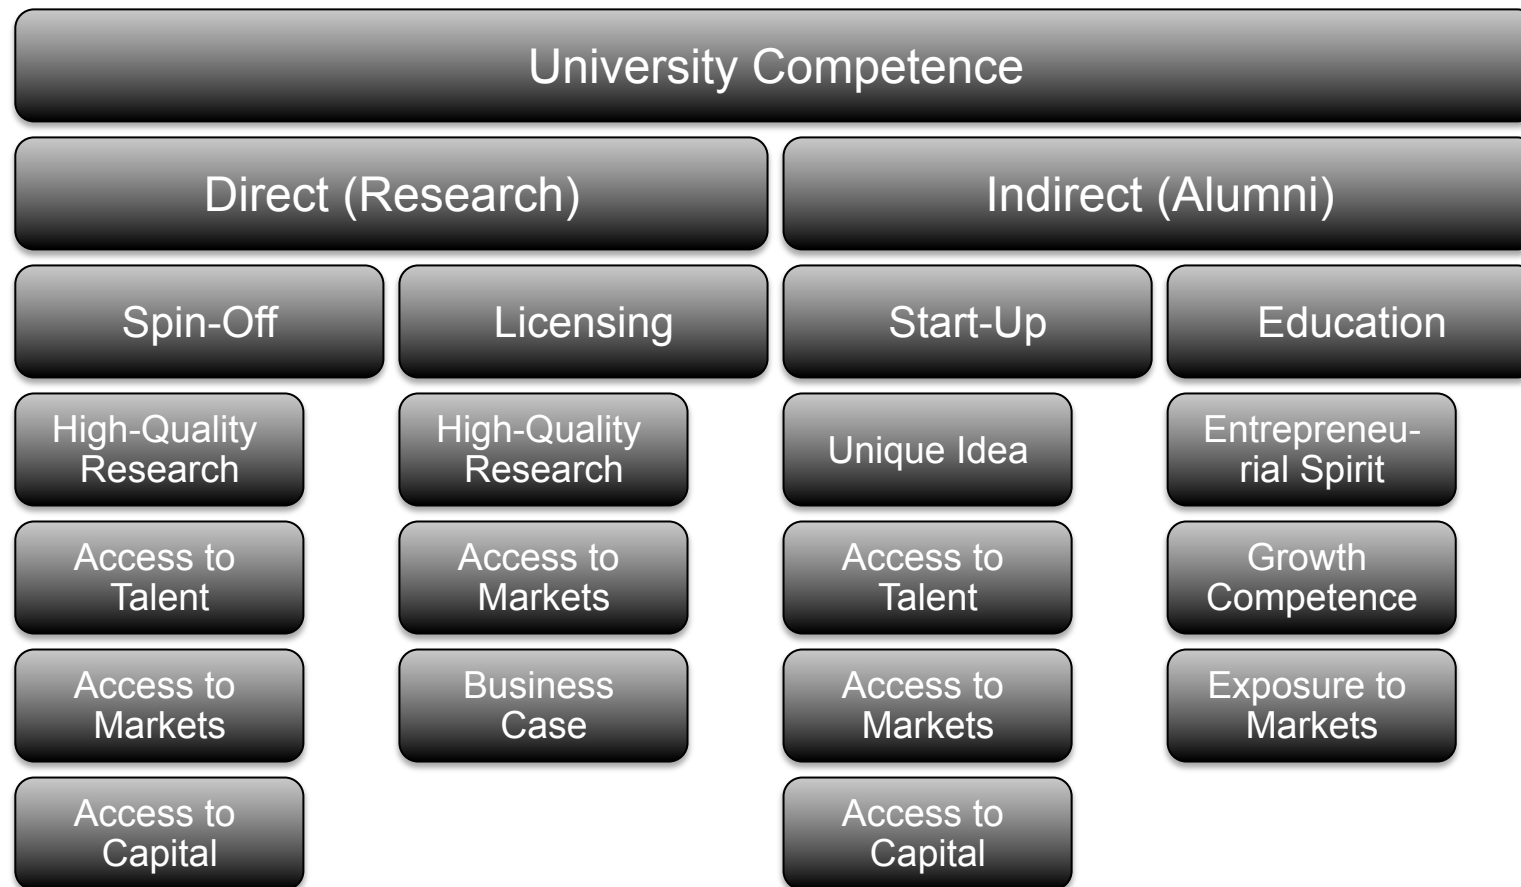 University Competence
Direct (Research)
Indirect (Alumni)
Spin-Off
Licensing
Start-Up
Education
High-Quality
Research
High-Quality
Research
Unique Idea
Entrepreneu-
rial Spirit
Access to
Talent
Access to
Markets
Access to
Talent
Growth
Competence
Access to
Markets
Business
Case
Access to
Markets
Exposure to
Markets
Access to
Capital
Access to
Capital